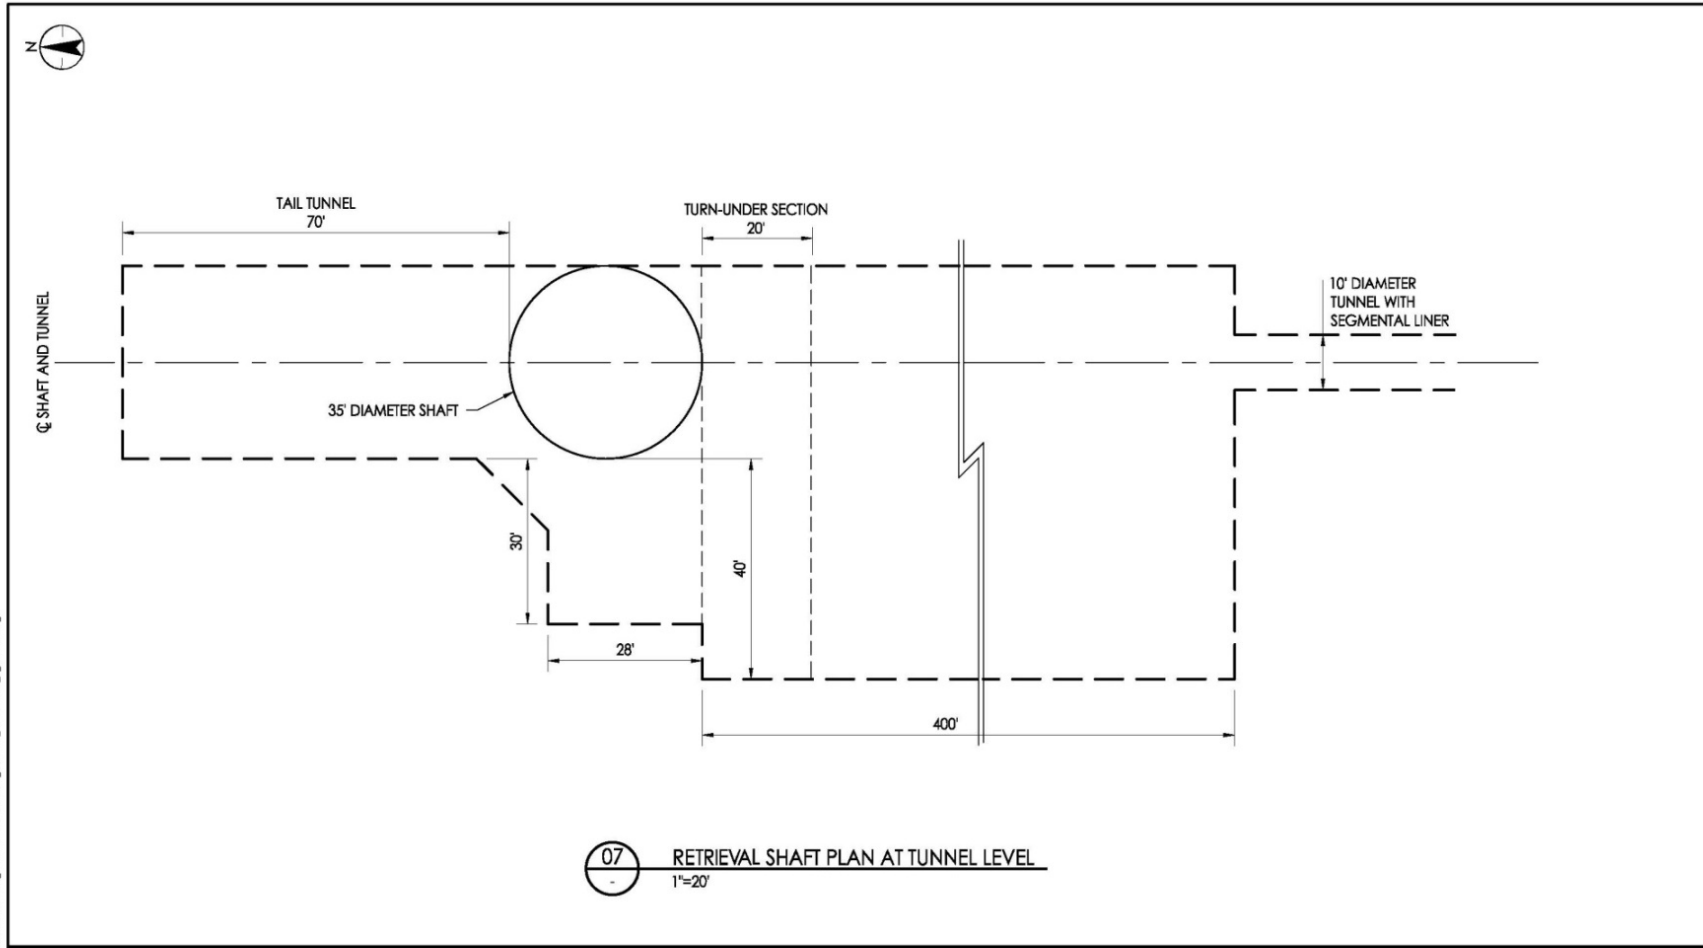 N
TAIL TUNNEL
70'
TURN-UNDER SECTION
20'
10' DIAMETER
TUNNEL WITH
SEGMENTAL LINER
℄ SHAFT AND TUNNEL
35' DIAMETER SHAFT
30'
40'
28'
400'
07
-
RETRIEVAL SHAFT PLAN AT TUNNEL LEVEL
1"=20'